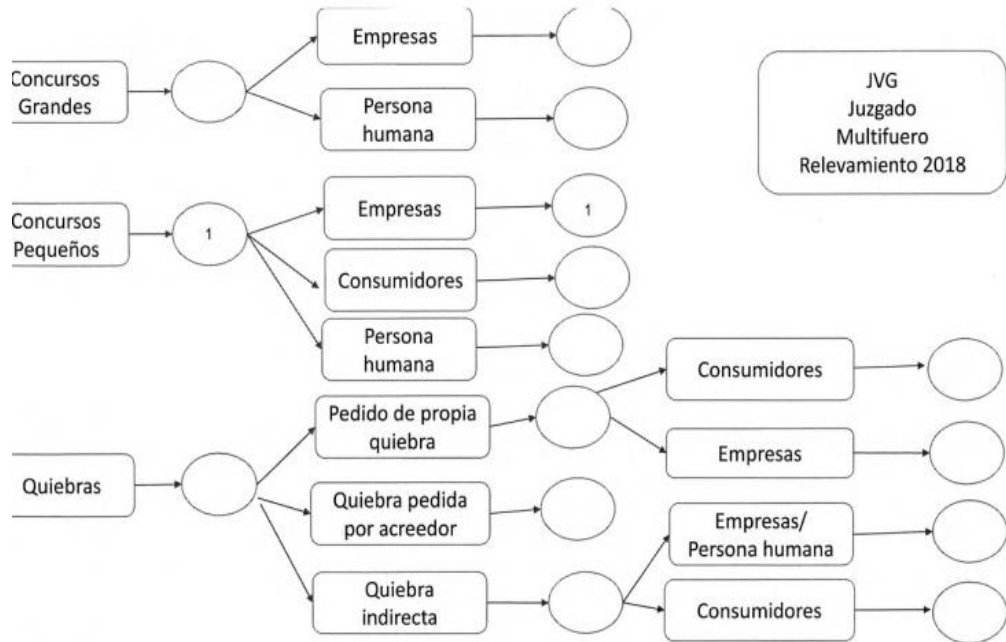 Empresas
Concursos
Grandes
Persona
humana
JVG
Juzgado
Multifuero
Relevamiento 2018
Concursos
Pequeños
1
Empresas
1
Consumidores
Persona
humana
Quiebras
Pedido de propia
quiebra
Consumidores
Empresas
Quiebra pedida
por acreedor
Quiebra
indirecta
Empresas/
Persona humana
Consumidores